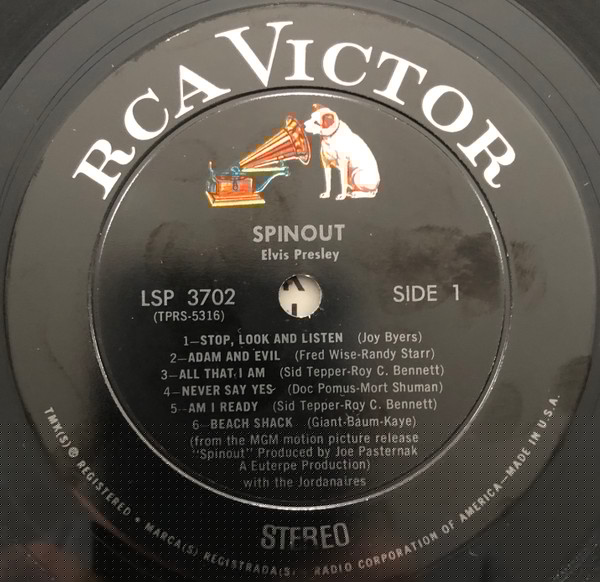 RCA VICTOR
SPINOUT
Elvis Presley
LSP 3702
(TPRS-5316)
SIDE 1
1—STOP, LOOK AND LISTEN (Joy Byers)
2—ADAM AND EVIL (Fred Wise-Randy Starr)
3—ALL THAT I AM (Sid Tepper-Roy C. Bennett)
4—NEVER SAY YES (Doc Pomus-Mort Shuman)
5—AM I READY (Sid Tepper-Roy C. Bennett)
6—BEACH SHACK (Giant-Baum-Kaye)
(from the MGM motion picture release
"Spinout" Produced by Joe Pasternak
A Euterpe Production)
with the Jordanaires
STEREO
TMK(S) ® REGISTERED • MARCA(S) REGISTRADA(S) RADIO CORPORATION OF AMERICA—MADE IN U.S.A.